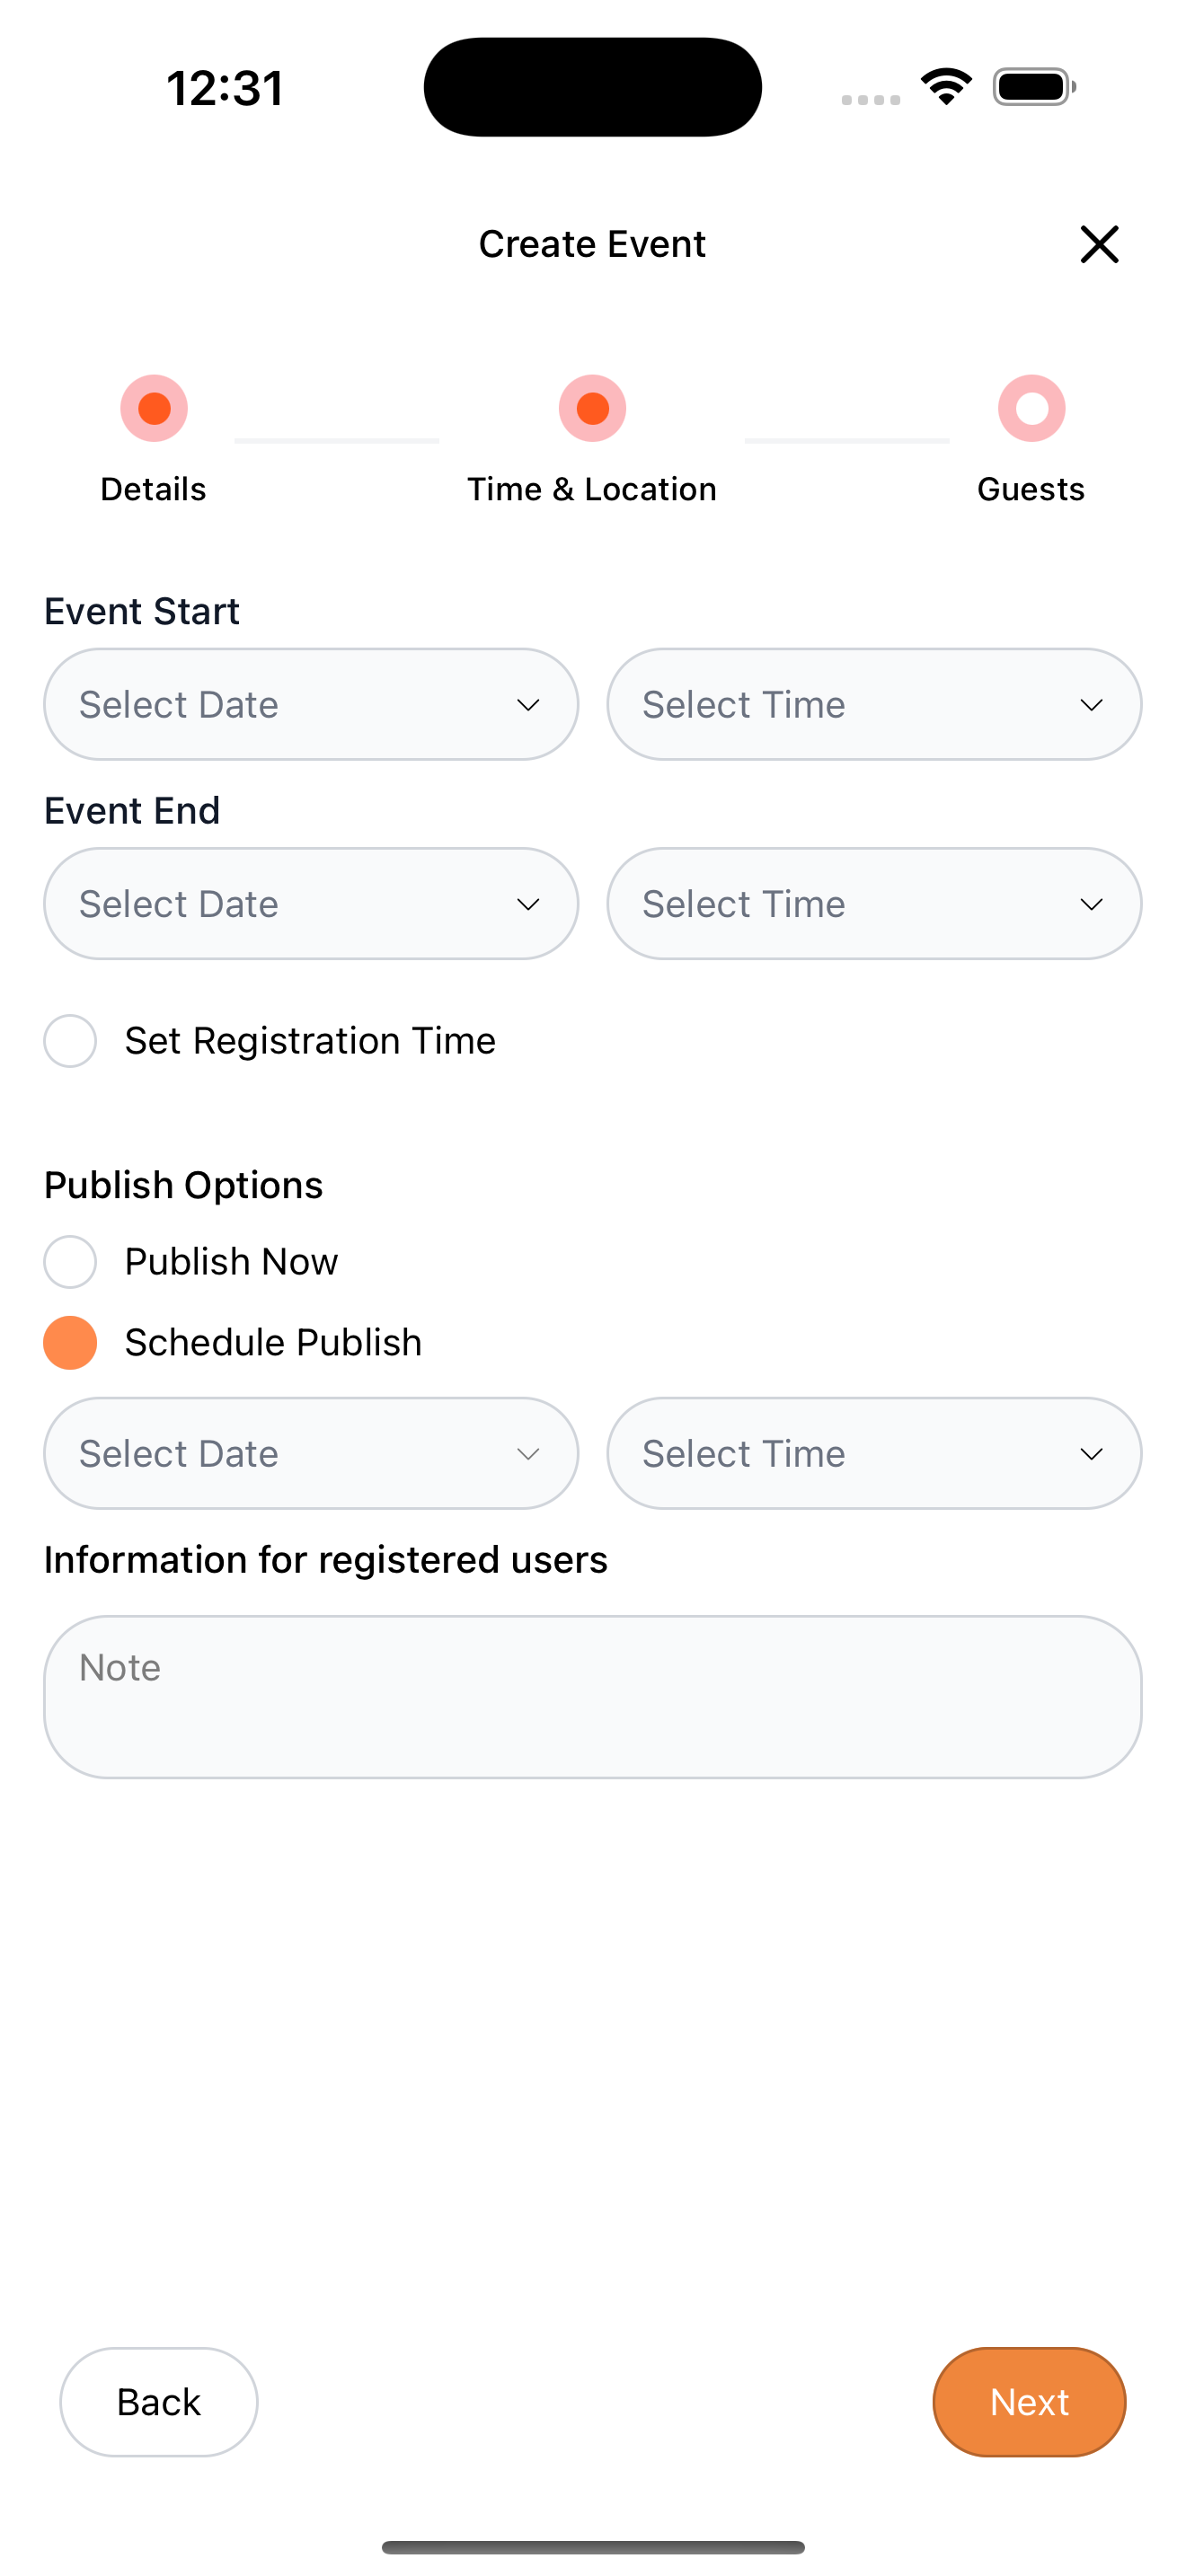 12:31
Create Event
Details Time & Location Guests
Event Start
Select Date Select Time
Event End
Select Date Select Time
Set Registration Time
Publish Options
Publish Now
Schedule Publish
Select Date Select Time
Information for registered users
Note
Back Next